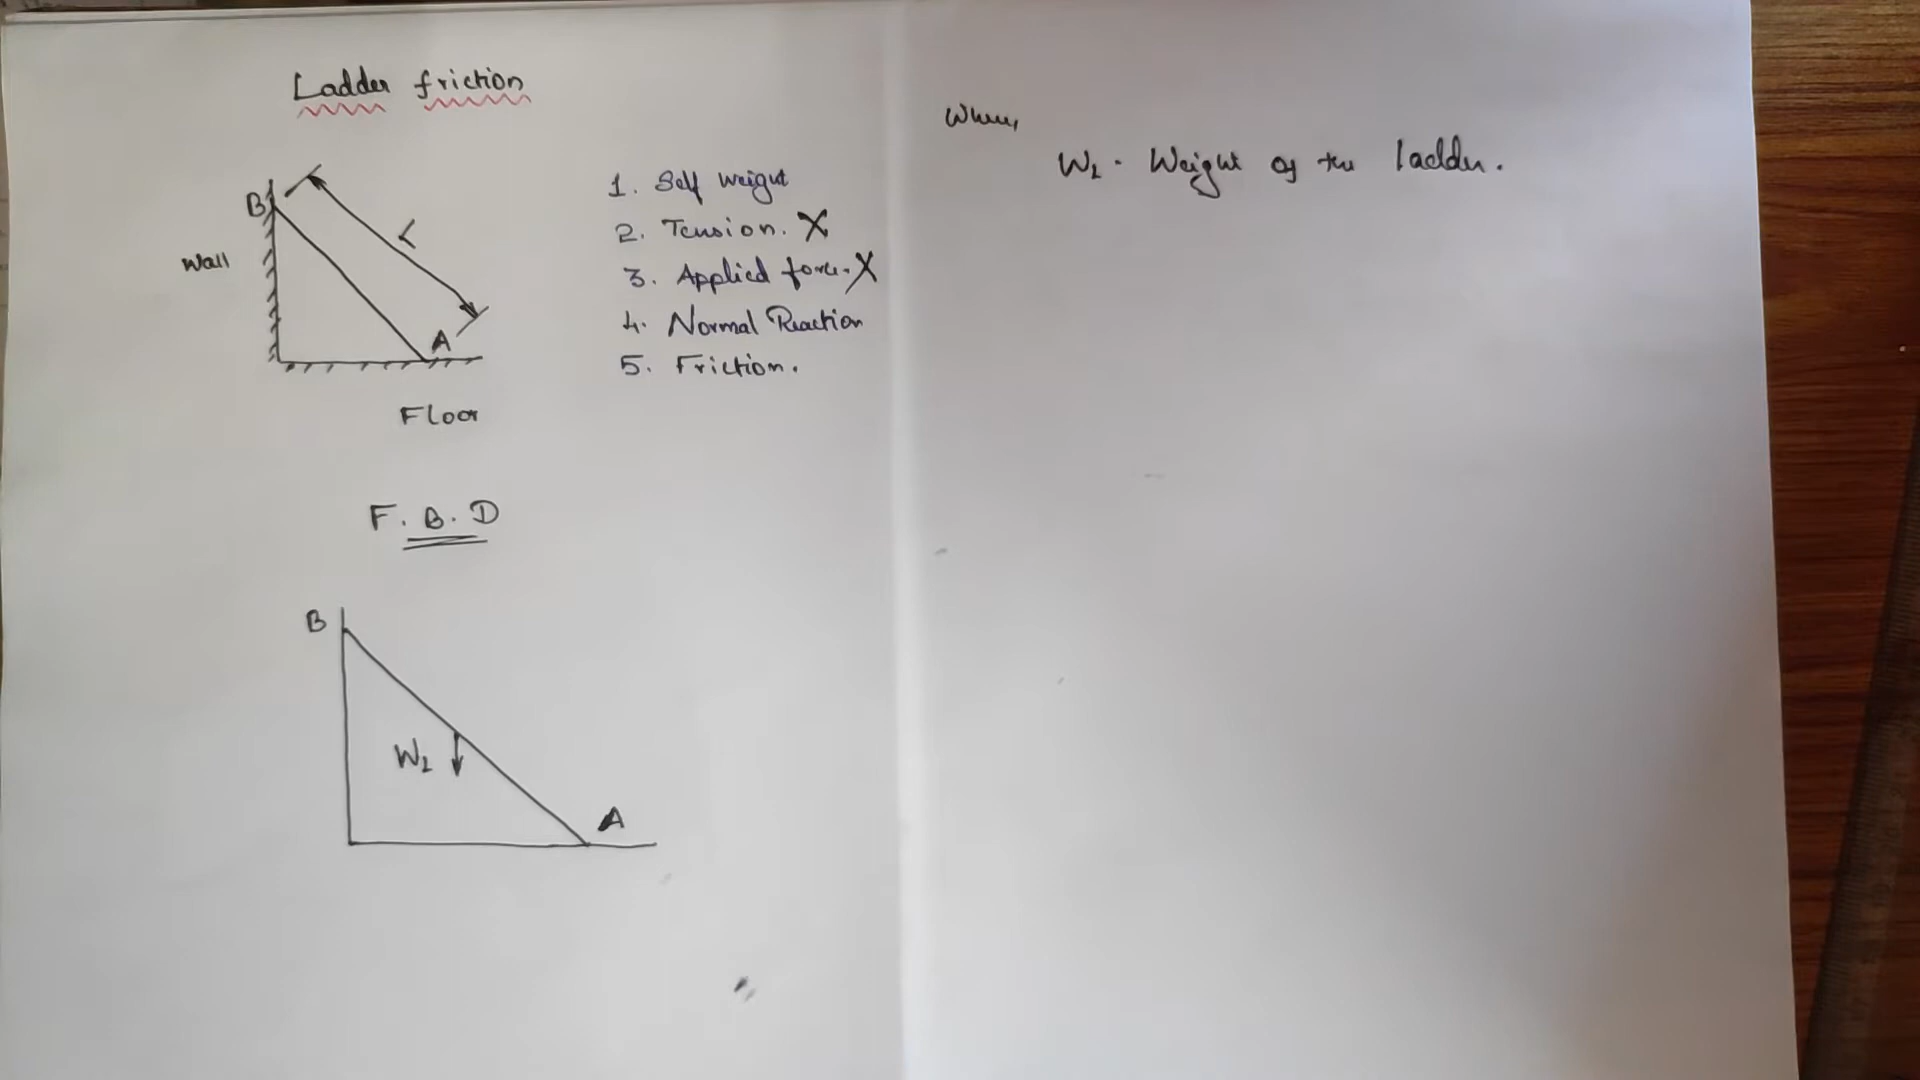 Ladder friction
B
L
Wall
A
Floor
1. Self weight
2. Tension. X
3. Applied force. X
4. Normal Reaction
5. Friction.
F.B.D
B
W₁
A
Where,
W₁ - Weight of the ladder.